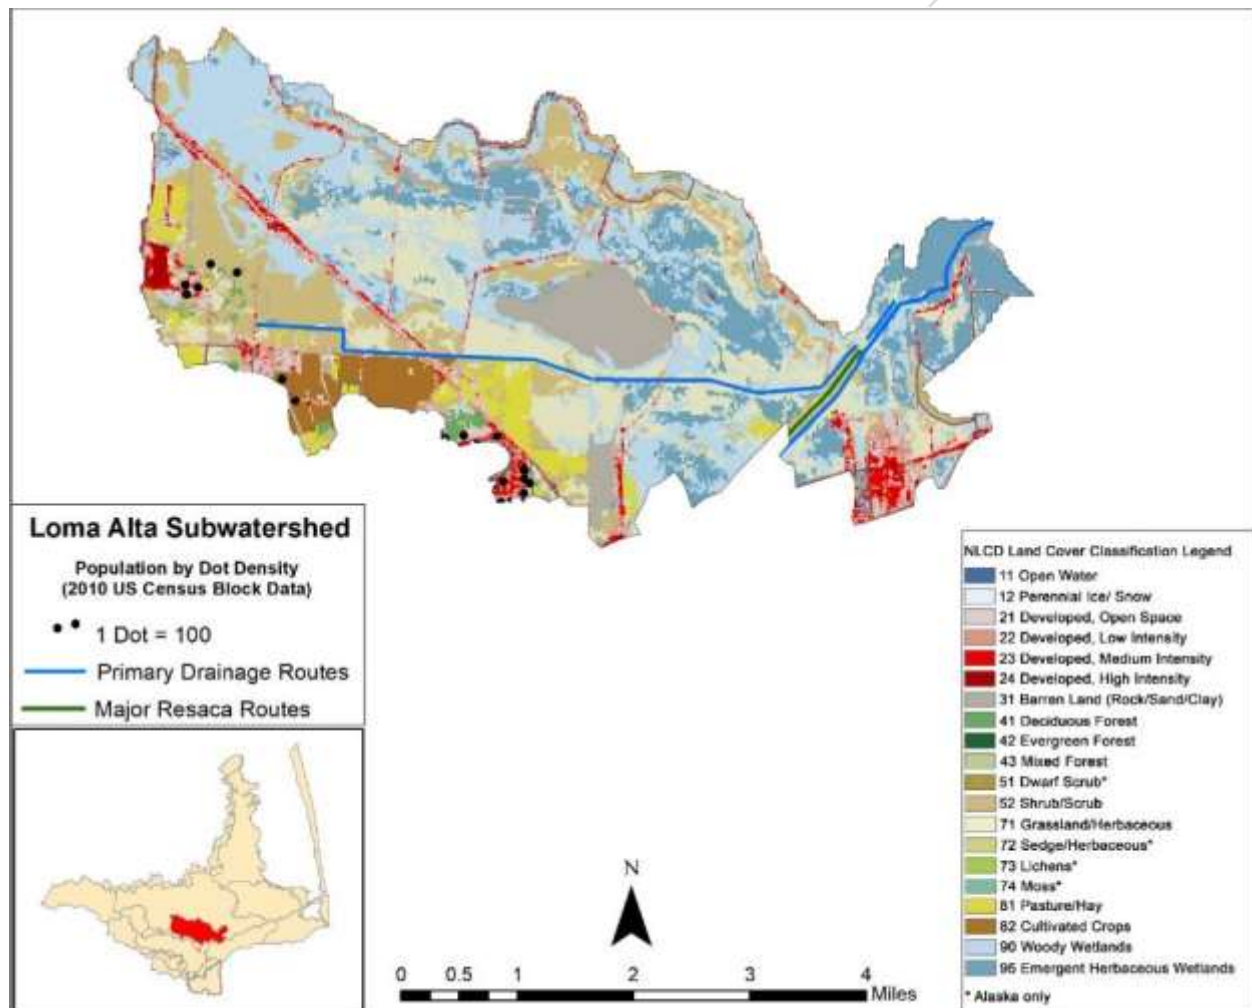 Loma Alta Subwatershed
Population by Dot Density
(2010 US Census Block Data)
1 Dot = 100
Primary Drainage Routes
Major Resaca Routes
NLCD Land Cover Classification Legend
11 Open Water
12 Perennial Ice/ Snow
21 Developed, Open Space
22 Developed, Low Intensity
23 Developed, Medium Intensity
24 Developed, High Intensity
31 Barren Land (Rock/Sand/Clay)
41 Deciduous Forest
42 Evergreen Forest
43 Mixed Forest
51 Dwarf Scrub*
52 Shrub/Scrub
71 Grassland/Herbaceous
72 Sedge/Herbaceous*
73 Lichens*
74 Moss*
81 Pasture/Hay
82 Cultivated Crops
90 Woody Wetlands
95 Emergent Herbaceous Wetlands
* Alaska only
N
0 0.5 1 2 3 4
Miles